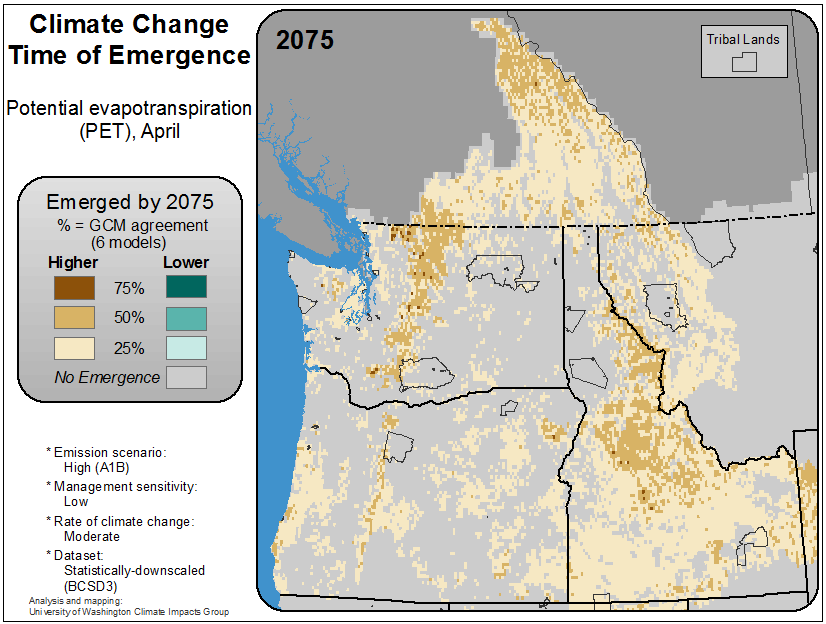 Climate Change
Time of Emergence
Potential evapotranspiration
(PET), April
Emerged by 2075
% = GCM agreement
(6 models)
Higher Lower
75%
50%
25%
No Emergence
* Emission scenario:
High (A1B)
* Management sensitivity:
Low
* Rate of climate change:
Moderate
* Dataset:
Statistically-downscaled
(BCSD3)
Analysis and mapping:
University of Washington Climate Impacts Group
2075
Tribal Lands